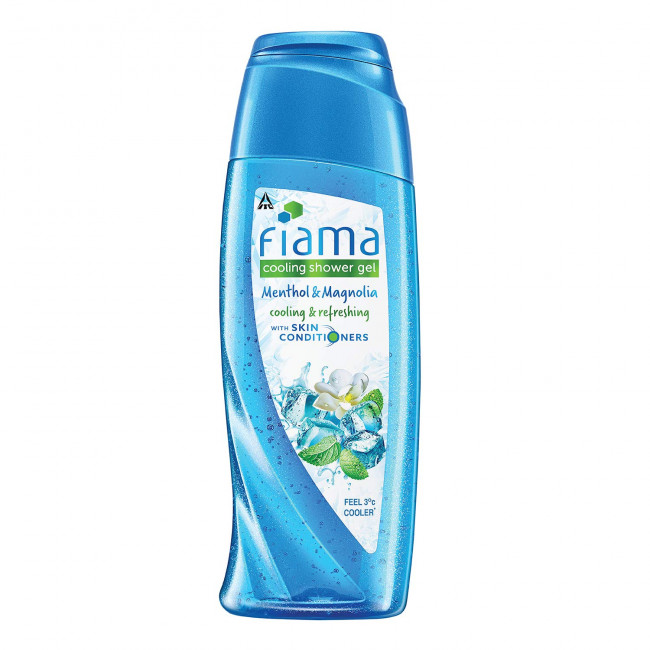 ITC
fiama
cooling shower gel
Menthol & Magnolia
cooling & refreshing
WITH SKIN
CONDITIONERS
FEEL 3°C
COOLER*